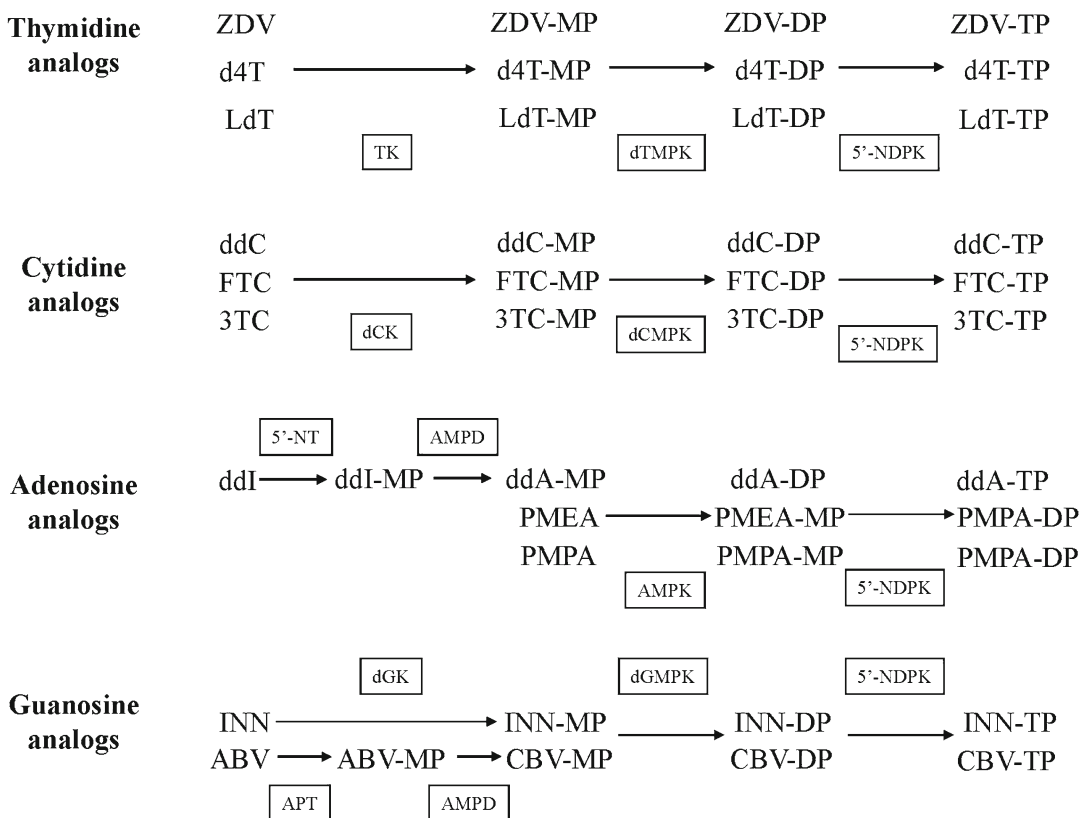 Thymidine analogs
ZDV ZDV-MP ZDV-DP ZDV-TP
d4T d4T-MP d4T-DP d4T-TP
LdT LdT-MP LdT-DP LdT-TP
TK dTMPK 5’-NDPK
Cytidine analogs
ddC ddC-MP ddC-DP ddC-TP
FTC FTC-MP FTC-DP FTC-TP
3TC 3TC-MP 3TC-DP 3TC-TP
dCK dCMPK 5’-NDPK
Adenosine analogs
5’-NT AMPD
ddI ddI-MP ddA-MP ddA-DP ddA-TP
PMEA PMEA-MP PMPA-DP
PMPA PMPA-MP PMPA-DP
AMPK 5’-NDPK
Guanosine analogs
dGK dGMPK 5’-NDPK
INN INN-MP INN-DP INN-TP
ABV ABV-MP CBV-MP CBV-DP CBV-TP
APT AMPD